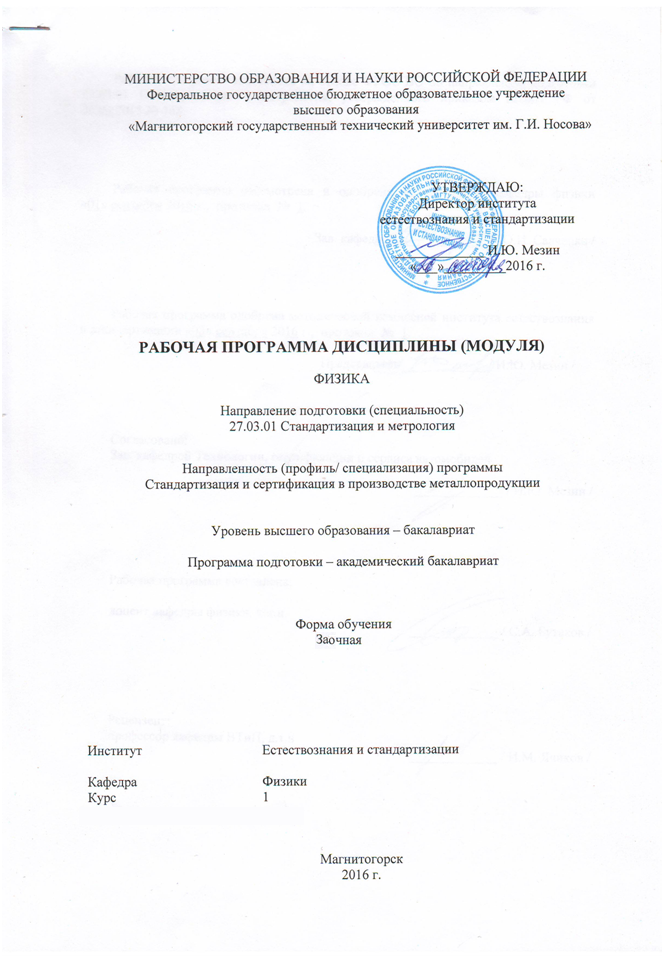 МИНИСТЕРСТВО ОБРАЗОВАНИЯ И НАУКИ РОССИЙСКОЙ ФЕДЕРАЦИИ
Федеральное государственное бюджетное образовательное учреждение
высшего образования
«Магнитогорский государственный технический университет им. Г.И. Носова»
УТВЕРЖДАЮ:
Директор института
естествознания и стандартизации
И.Ю. Мезин
« » 2016 г.
РАБОЧАЯ ПРОГРАММА ДИСЦИПЛИНЫ (МОДУЛЯ)
ФИЗИКА
Направление подготовки (специальность)
27.03.01 Стандартизация и метрология
Направленность (профиль/ специализация) программы
Стандартизация и сертификация в производстве металлопродукции
Уровень высшего образования – бакалавриат
Программа подготовки – академический бакалавриат
Форма обучения
Заочная
Институт Естествознания и стандартизации
Кафедра Физики
Курс 1
Магнитогорск
2016 г.